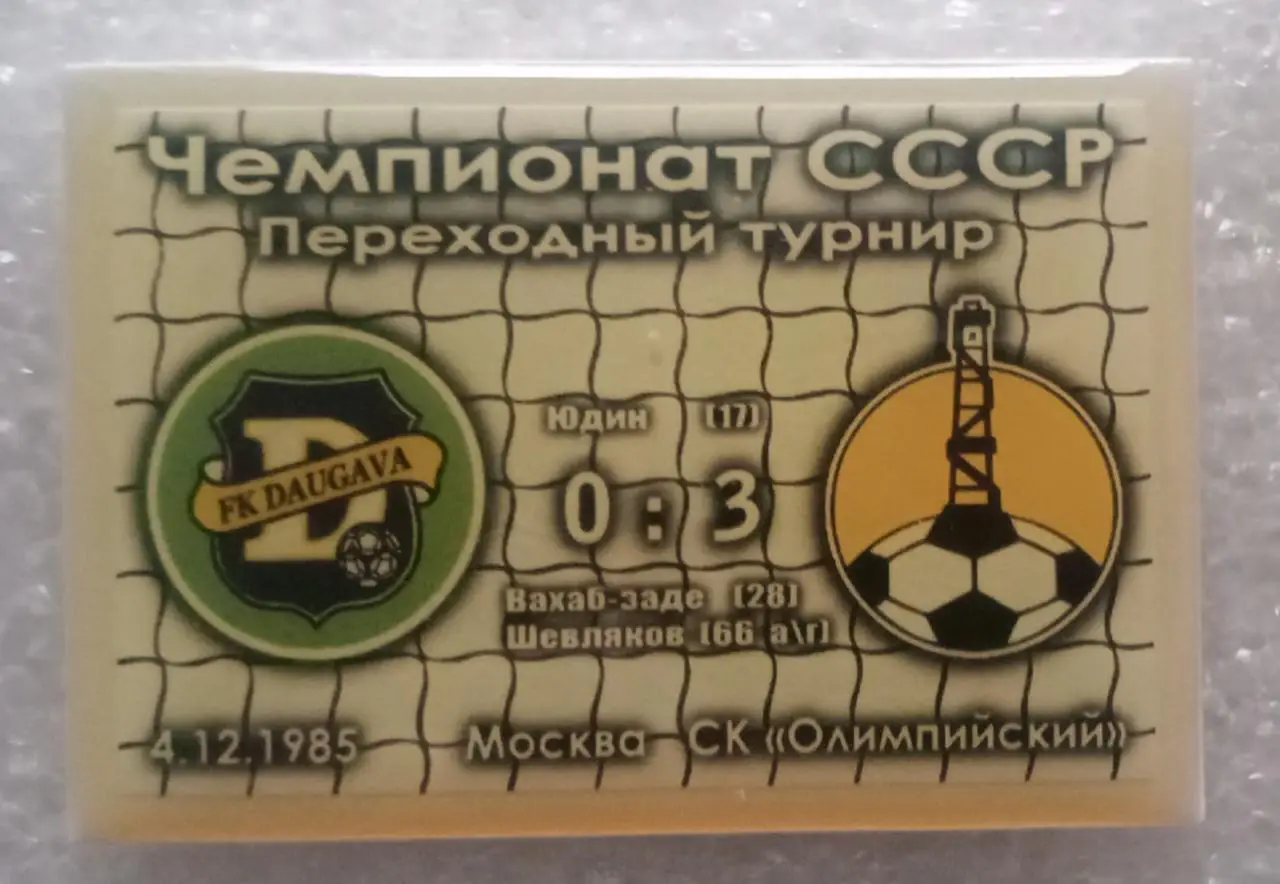 Чемпионат СССР
Переходный турнир
FK DAUGAVA
D
Юдин (17)
0 : 3
Вахаб-заде (28)
Шевляков (66 а\г)
4.12.1985 Москва СК «Олимпийский»